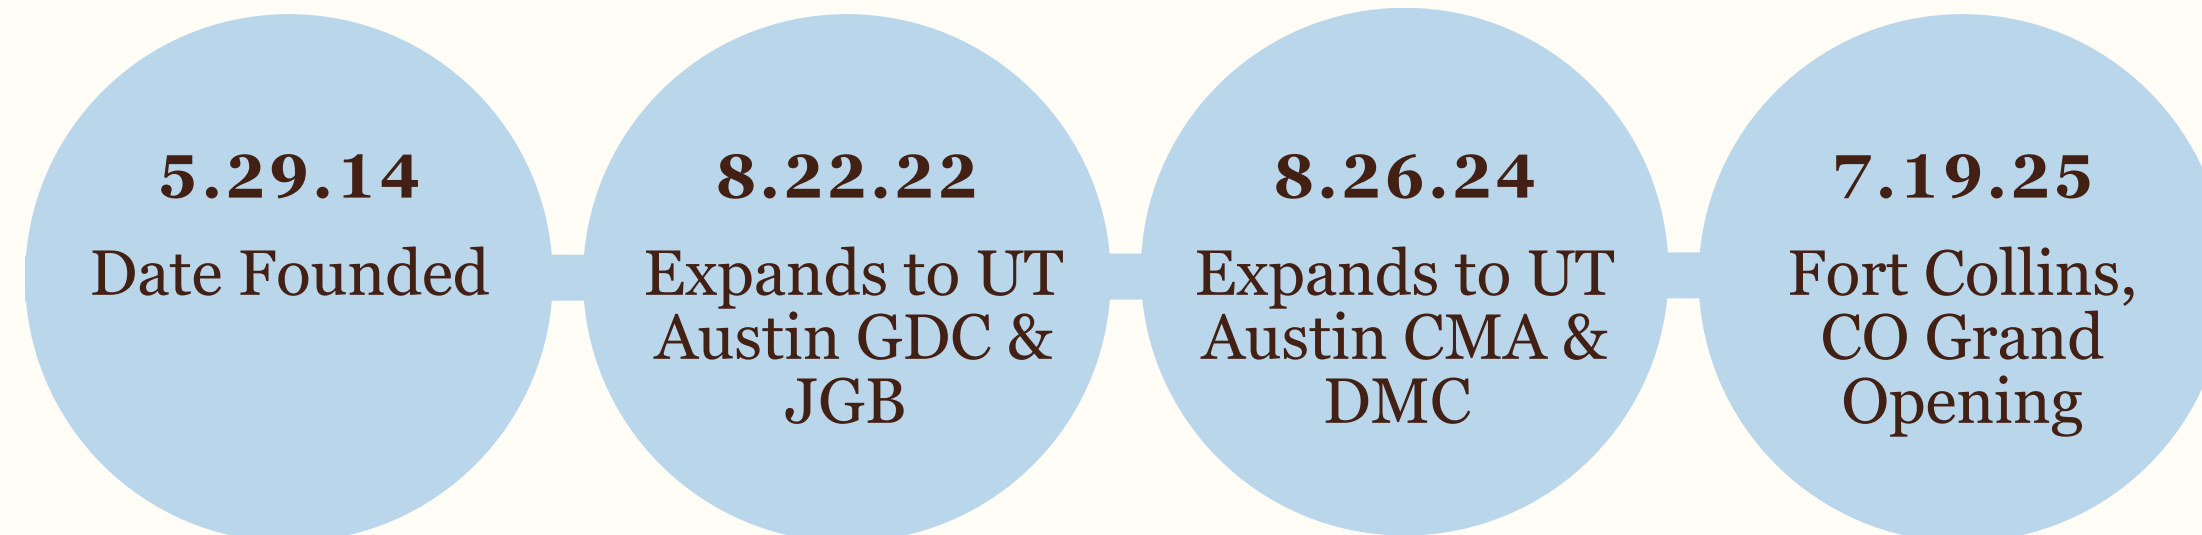 5.29.14
Date Founded
8.22.22
Expands to UT
Austin GDC &
JGB
8.26.24
Expands to UT
Austin CMA &
DMC
7.19.25
Fort Collins,
CO Grand
Opening